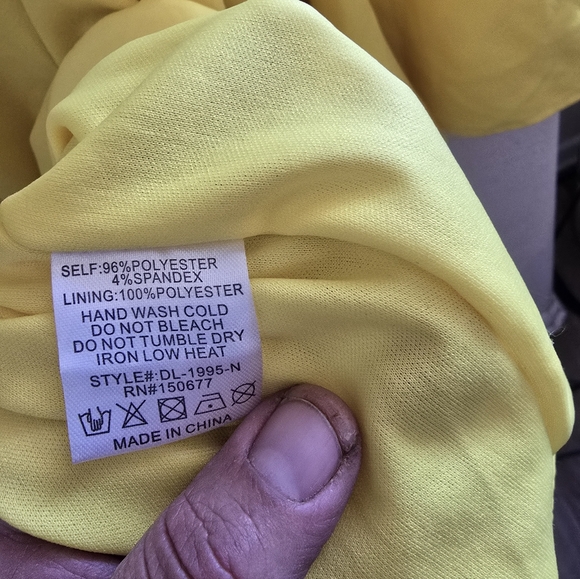 SELF:96%POLYESTER
4%SPANDEX
LINING:100%POLYESTER
HAND WASH COLD
DO NOT BLEACH
DO NOT TUMBLE DRY
IRON LOW HEAT
STYLE#:DL-1995-N
RN#150677
MADE IN CHINA